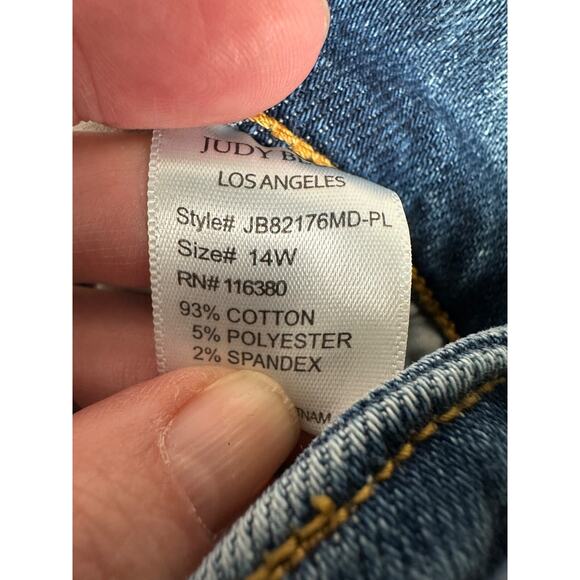 JUDY
LOS ANGELES
Style# JB82176MD-PL
Size# 14W
RN# 116380
93% COTTON
5% POLYESTER
2% SPANDEX